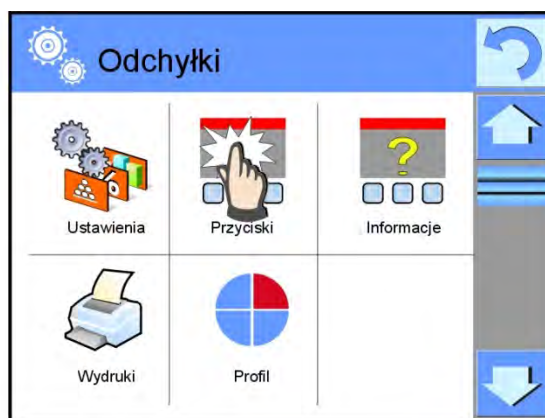 Odchyłki
Ustawienia
Przyciski
Informacje
Wydruki
Profil